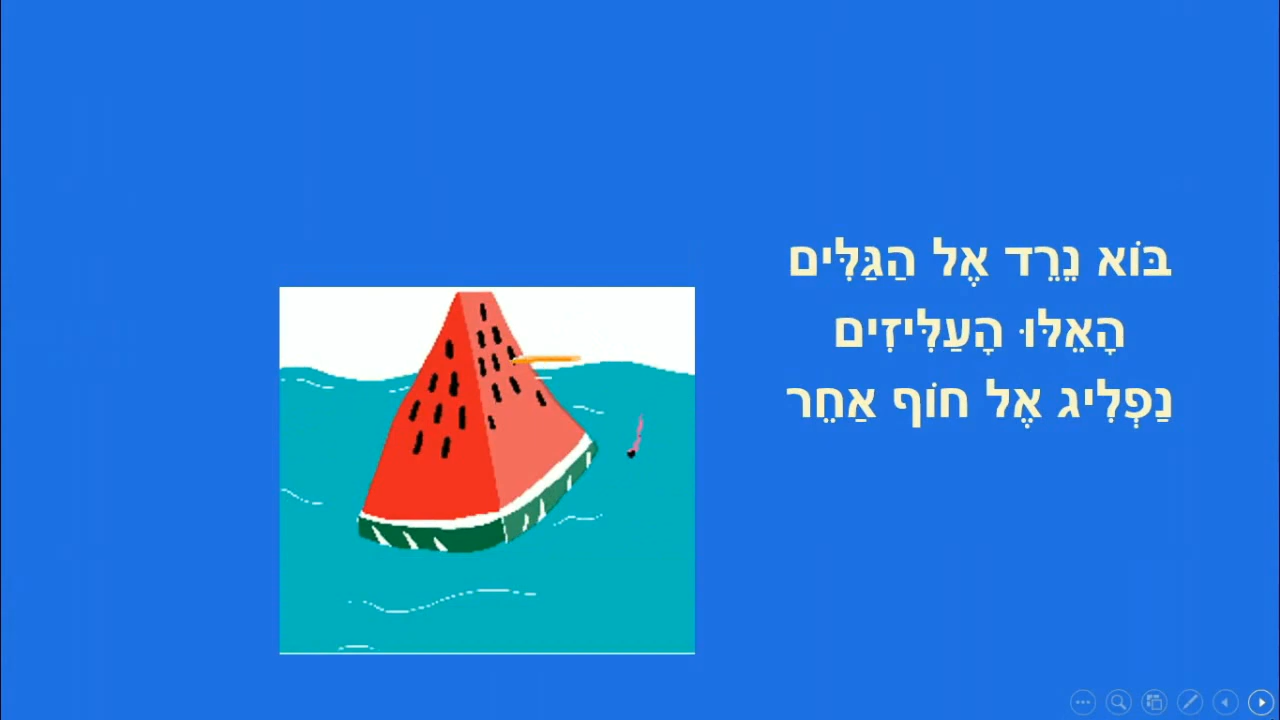 בּוֹא נֵרֵד אֶל הַגַּלִּים
הָאֵלּוּ הָעַלִּיזִים
נַפְלִיג אֶל חוֹף אַחֵר